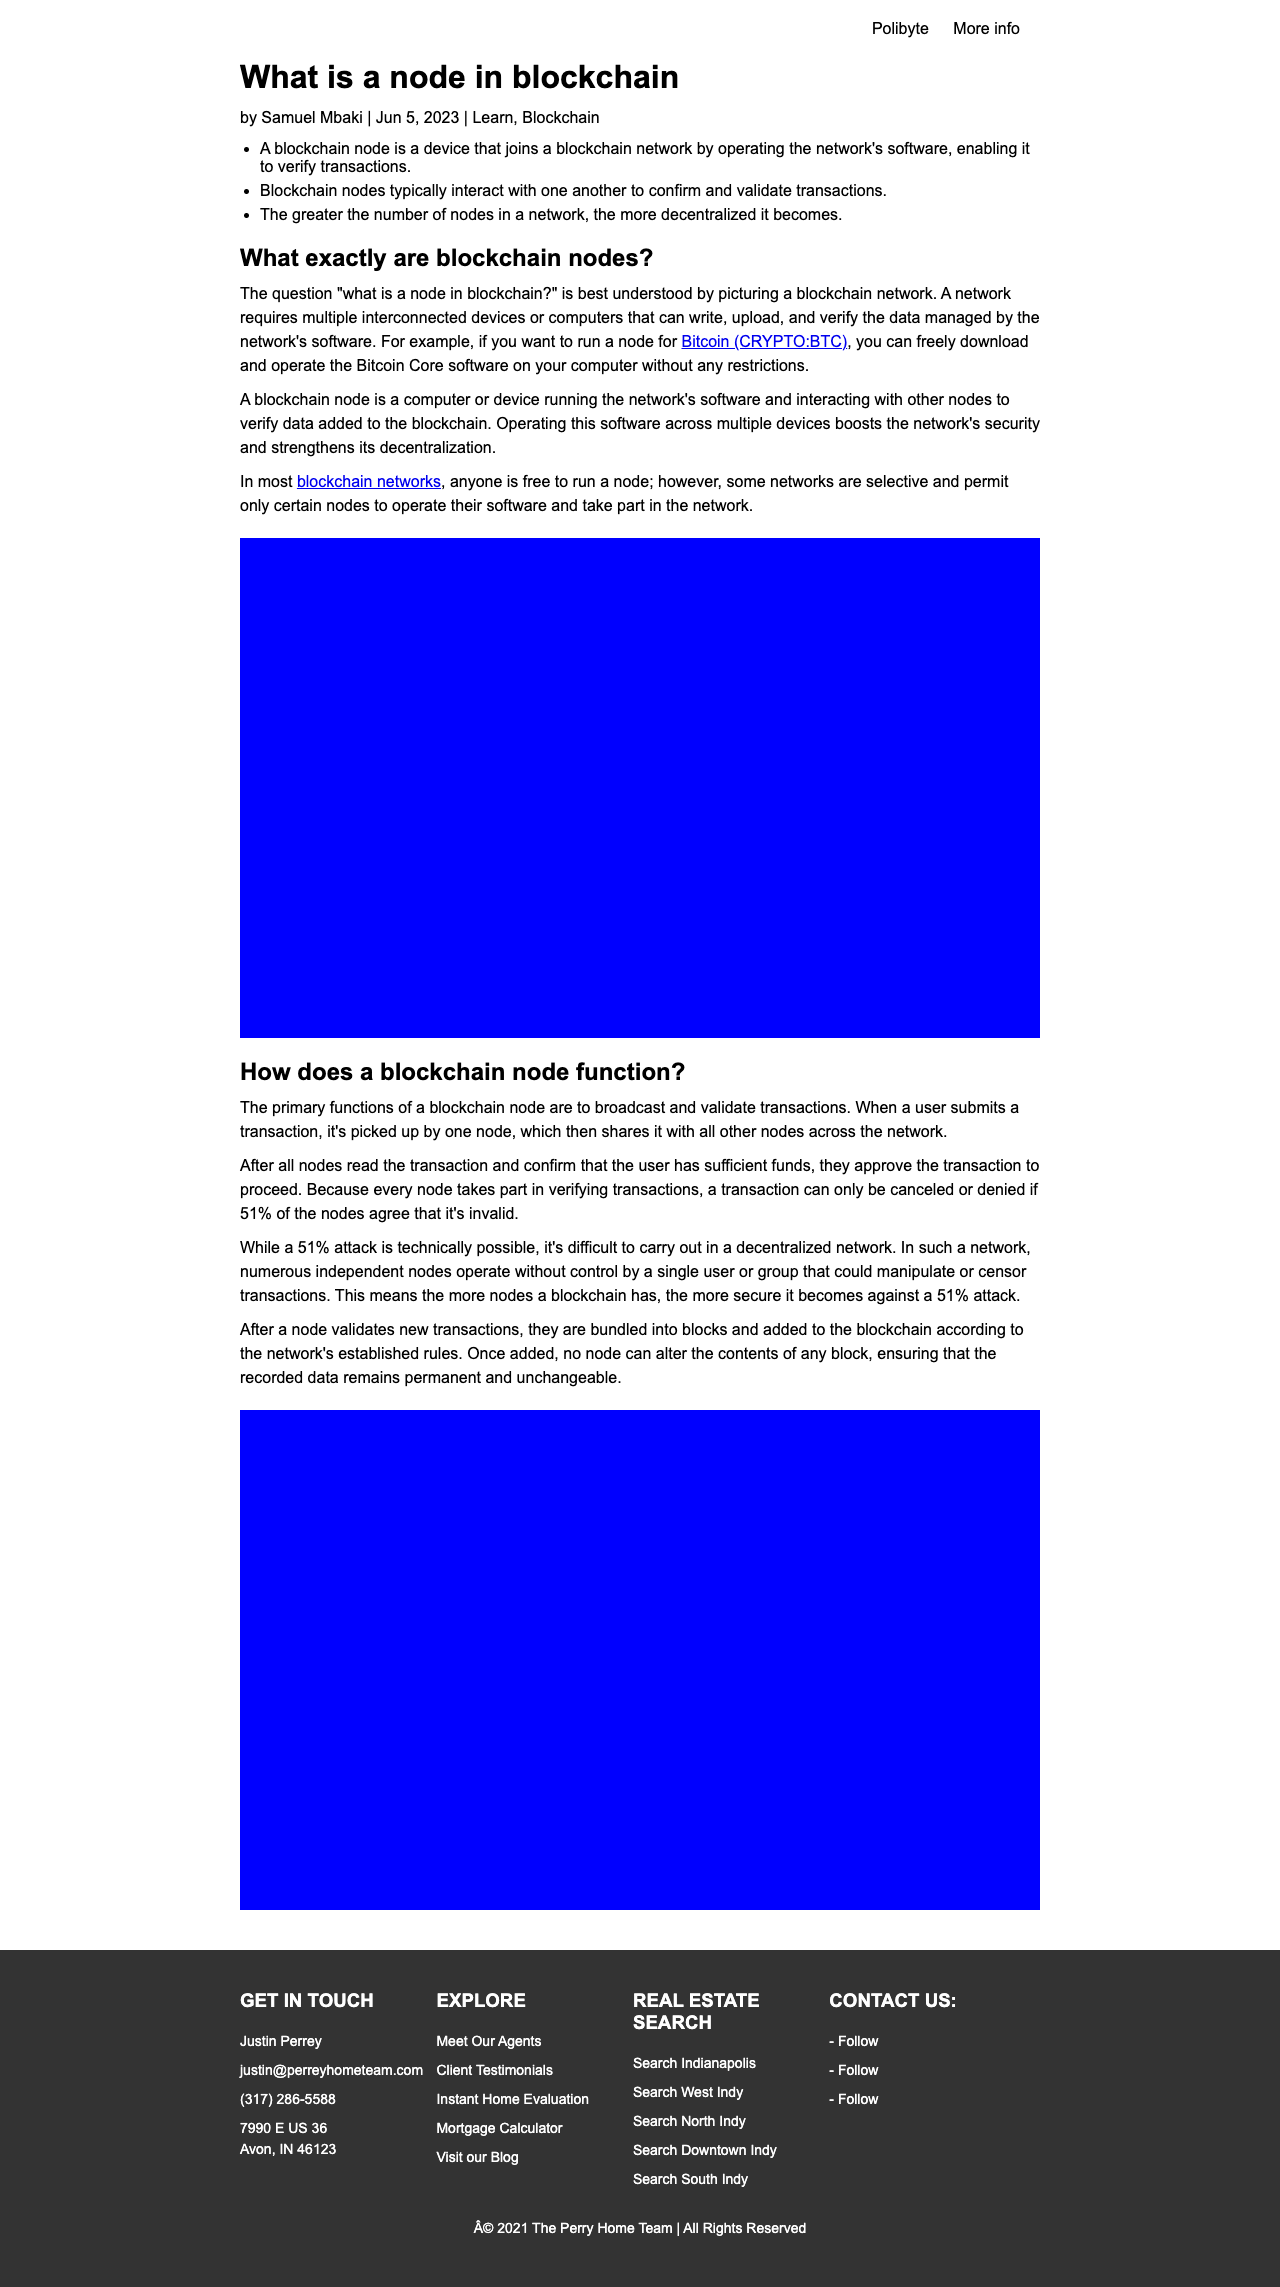 Polibyte More info
What is a node in blockchain
by Samuel Mbaki | Jun 5, 2023 | Learn, Blockchain
• A blockchain node is a device that joins a blockchain network by operating the network's software, enabling it
to verify transactions.
• Blockchain nodes typically interact with one another to confirm and validate transactions.
• The greater the number of nodes in a network, the more decentralized it becomes.
What exactly are blockchain nodes?
The question "what is a node in blockchain?" is best understood by picturing a blockchain network. A network
requires multiple interconnected devices or computers that can write, upload, and verify the data managed by the
network's software. For example, if you want to run a node for Bitcoin (CRYPTO:BTC), you can freely download
and operate the Bitcoin Core software on your computer without any restrictions.
A blockchain node is a computer or device running the network's software and interacting with other nodes to
verify data added to the blockchain. Operating this software across multiple devices boosts the network's security
and strengthens its decentralization.
In most blockchain networks, anyone is free to run a node; however, some networks are selective and permit
only certain nodes to operate their software and take part in the network.
How does a blockchain node function?
The primary functions of a blockchain node are to broadcast and validate transactions. When a user submits a
transaction, it's picked up by one node, which then shares it with all other nodes across the network.
After all nodes read the transaction and confirm that the user has sufficient funds, they approve the transaction to
proceed. Because every node takes part in verifying transactions, a transaction can only be canceled or denied if
51% of the nodes agree that it's invalid.
While a 51% attack is technically possible, it's difficult to carry out in a decentralized network. In such a network,
numerous independent nodes operate without control by a single user or group that could manipulate or censor
transactions. This means the more nodes a blockchain has, the more secure it becomes against a 51% attack.
After a node validates new transactions, they are bundled into blocks and added to the blockchain according to
the network's established rules. Once added, no node can alter the contents of any block, ensuring that the
recorded data remains permanent and unchangeable.
GET IN TOUCH
Justin Perrey
justin@perreyhometeam.com
(317) 286-5588
7990 E US 36
Avon, IN 46123
EXPLORE
Meet Our Agents
Client Testimonials
Instant Home Evaluation
Mortgage Calculator
Visit our Blog
REAL ESTATE
SEARCH
Search Indianapolis
Search West Indy
Search North Indy
Search Downtown Indy
Search South Indy
CONTACT US:
- Follow
- Follow
- Follow
Â© 2021 The Perry Home Team | All Rights Reserved